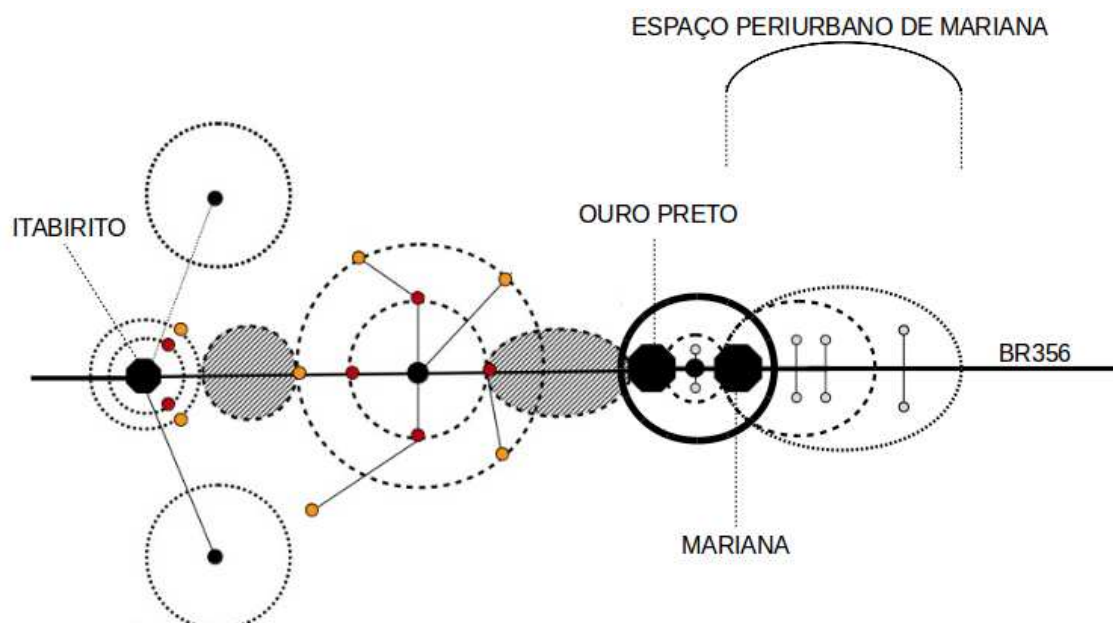 ESPAÇO PERIURBANO DE MARIANA
ITABIRITO
OURO PRETO
BR356
MARIANA